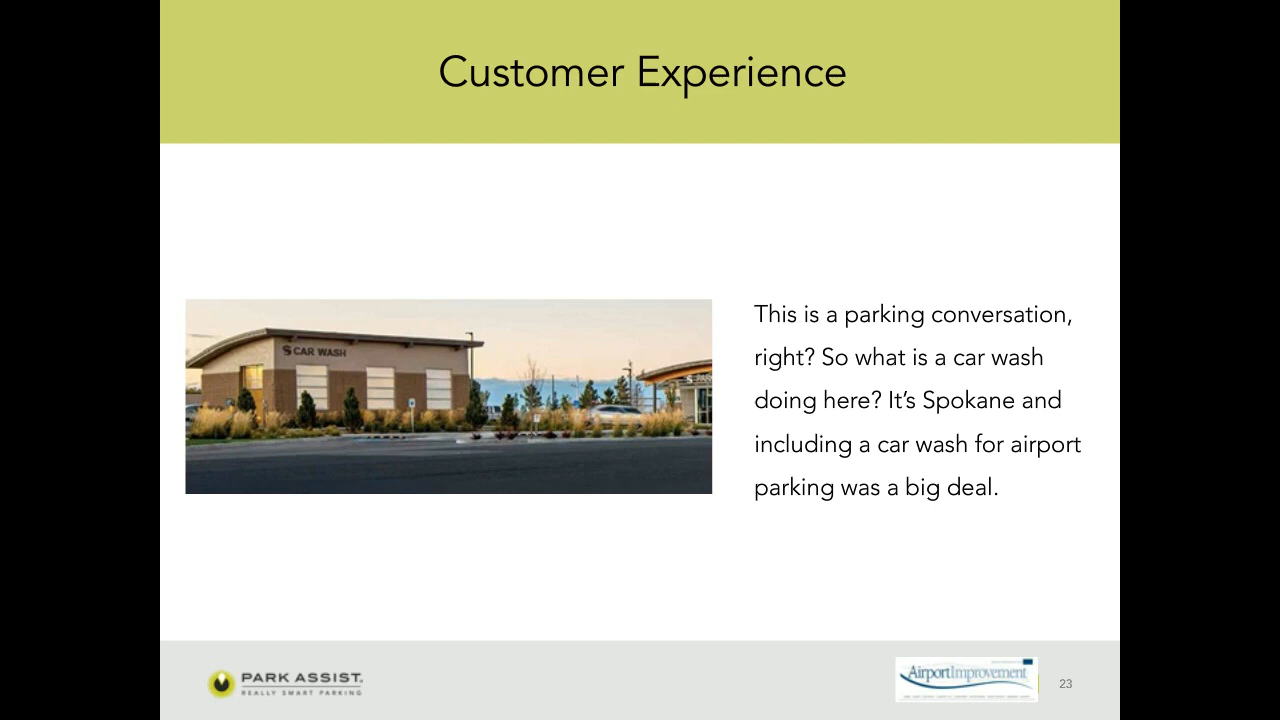 Customer Experience
S CAR WASH
This is a parking conversation,
right? So what is a car wash
doing here? It's Spokane and
including a car wash for airport
parking was a big deal.
PARK ASSIST.
REALLY SMART PARKING
AirportImprovement
23